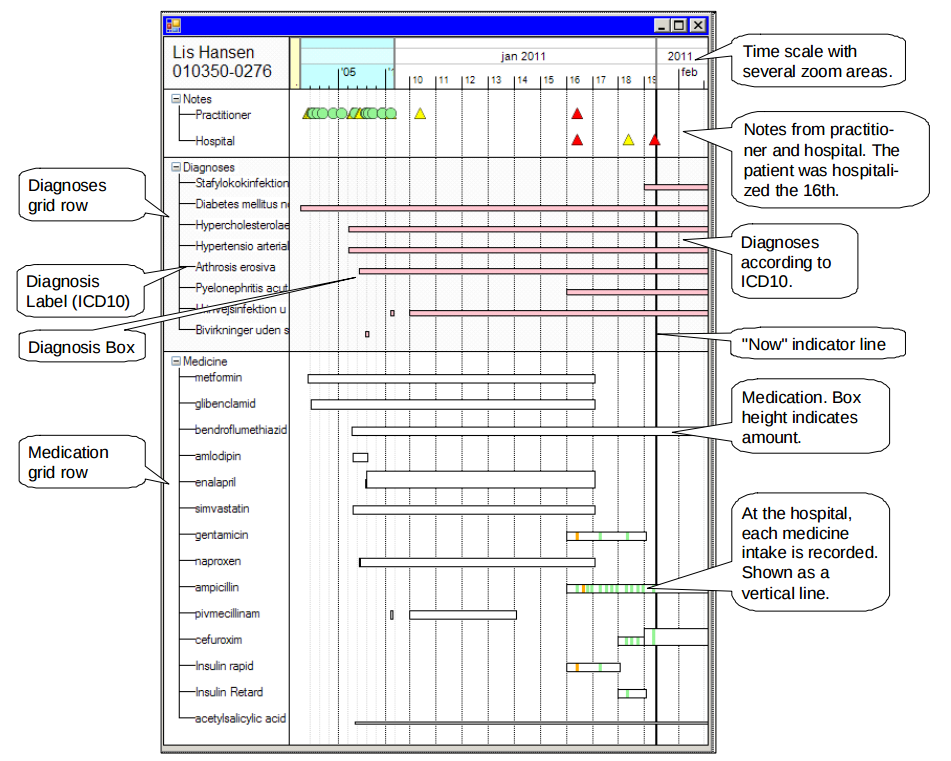 Lis Hansen
010350-0276
'05
jan 2011
2011
10 11 12 13 14 15 16 17 18 19
feb
Notes
Practitioner
Hospital
Diagnoses
Stafylokokinfektion
Diabetes mellitus
Hypercholesterolae
Hypertensio arterial
Arthrosis erosiva
Pyelonephritis acut
Urinvejsinfektion u
Bivirkninger uden s
Medicine
metformin
glibenclamid
bendroflumethiazid
amlodipin
enalapril
simvastatin
gentamicin
naproxen
ampicillin
pivmecillinam
cefuroxim
Insulin rapid
Insulin Retard
acetylsalicylic acid
Diagnoses
grid row
Diagnosis
Label (ICD10)
Diagnosis Box
Medication
grid row
Time scale with
several zoom areas.
Notes from practitio-
ner and hospital. The
patient was hospitali-
zed the 16th.
Diagnoses
according to
ICD10.
"Now" indicator line
Medication. Box
height indicates
amount.
At the hospital,
each medicine
intake is recorded.
Shown as a
vertical line.